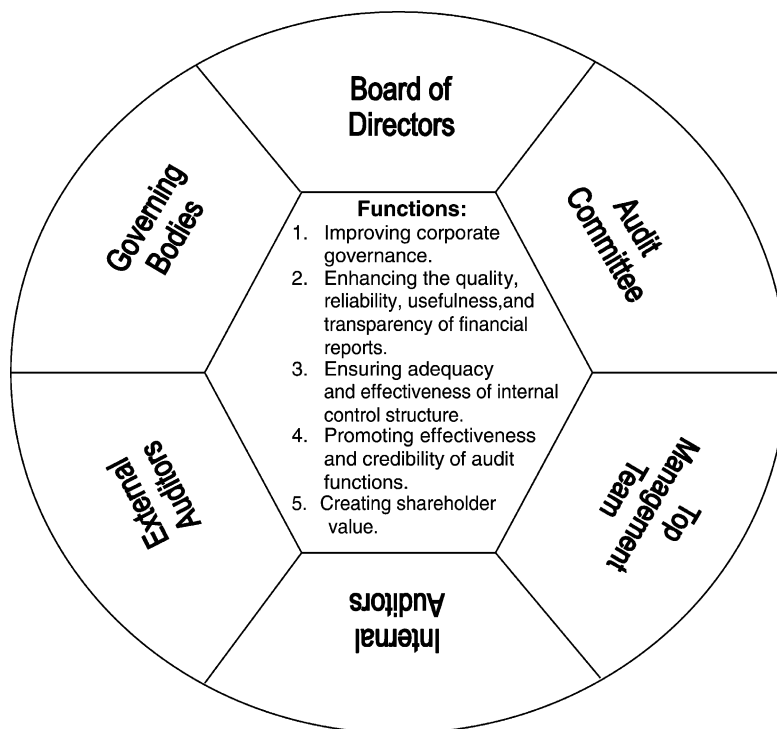 Board of
Directors
Audit
Committee
Top
Management
Team
Internal
Auditors
External
Auditors
Governing
Bodies
Functions:
1. Improving corporate
governance.
2. Enhancing the quality,
reliability, usefulness,and
transparency of financial
reports.
3. Ensuring adequacy
and effectiveness of internal
control structure.
4. Promoting effectiveness
and credibility of audit
functions.
5. Creating shareholder
value.